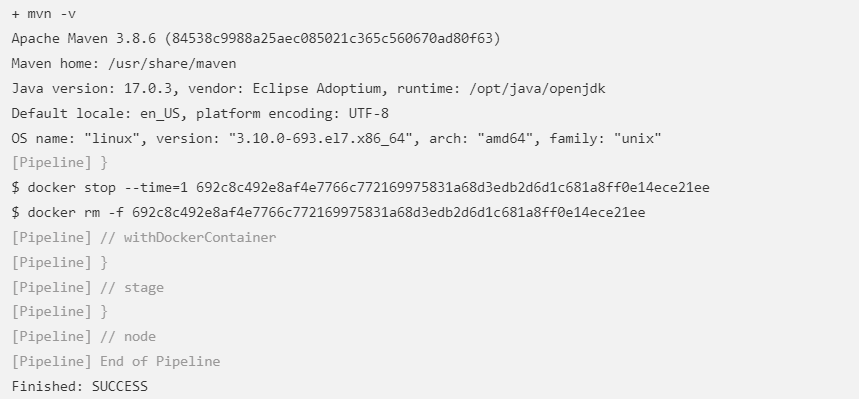 + mvn -v
Apache Maven 3.8.6 (84538c9988a25aec085021c365c560670ad80f63)
Maven home: /usr/share/maven
Java version: 17.0.3, vendor: Eclipse Adoptium, runtime: /opt/java/openjdk
Default locale: en_US, platform encoding: UTF-8
OS name: "linux", version: "3.10.0-693.el7.x86_64", arch: "amd64", family: "unix"
[Pipeline] }
$ docker stop --time=1 692c8c492e8af4e7766c772169975831a68d3edb2d6d1c681a8ff0e14ece21ee
$ docker rm -f 692c8c492e8af4e7766c772169975831a68d3edb2d6d1c681a8ff0e14ece21ee
[Pipeline] // withDockerContainer
[Pipeline] }
[Pipeline] // stage
[Pipeline] }
[Pipeline] // node
[Pipeline] End of Pipeline
Finished: SUCCESS